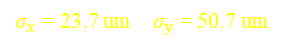 σx = 23.7 um σy = 50.7 um